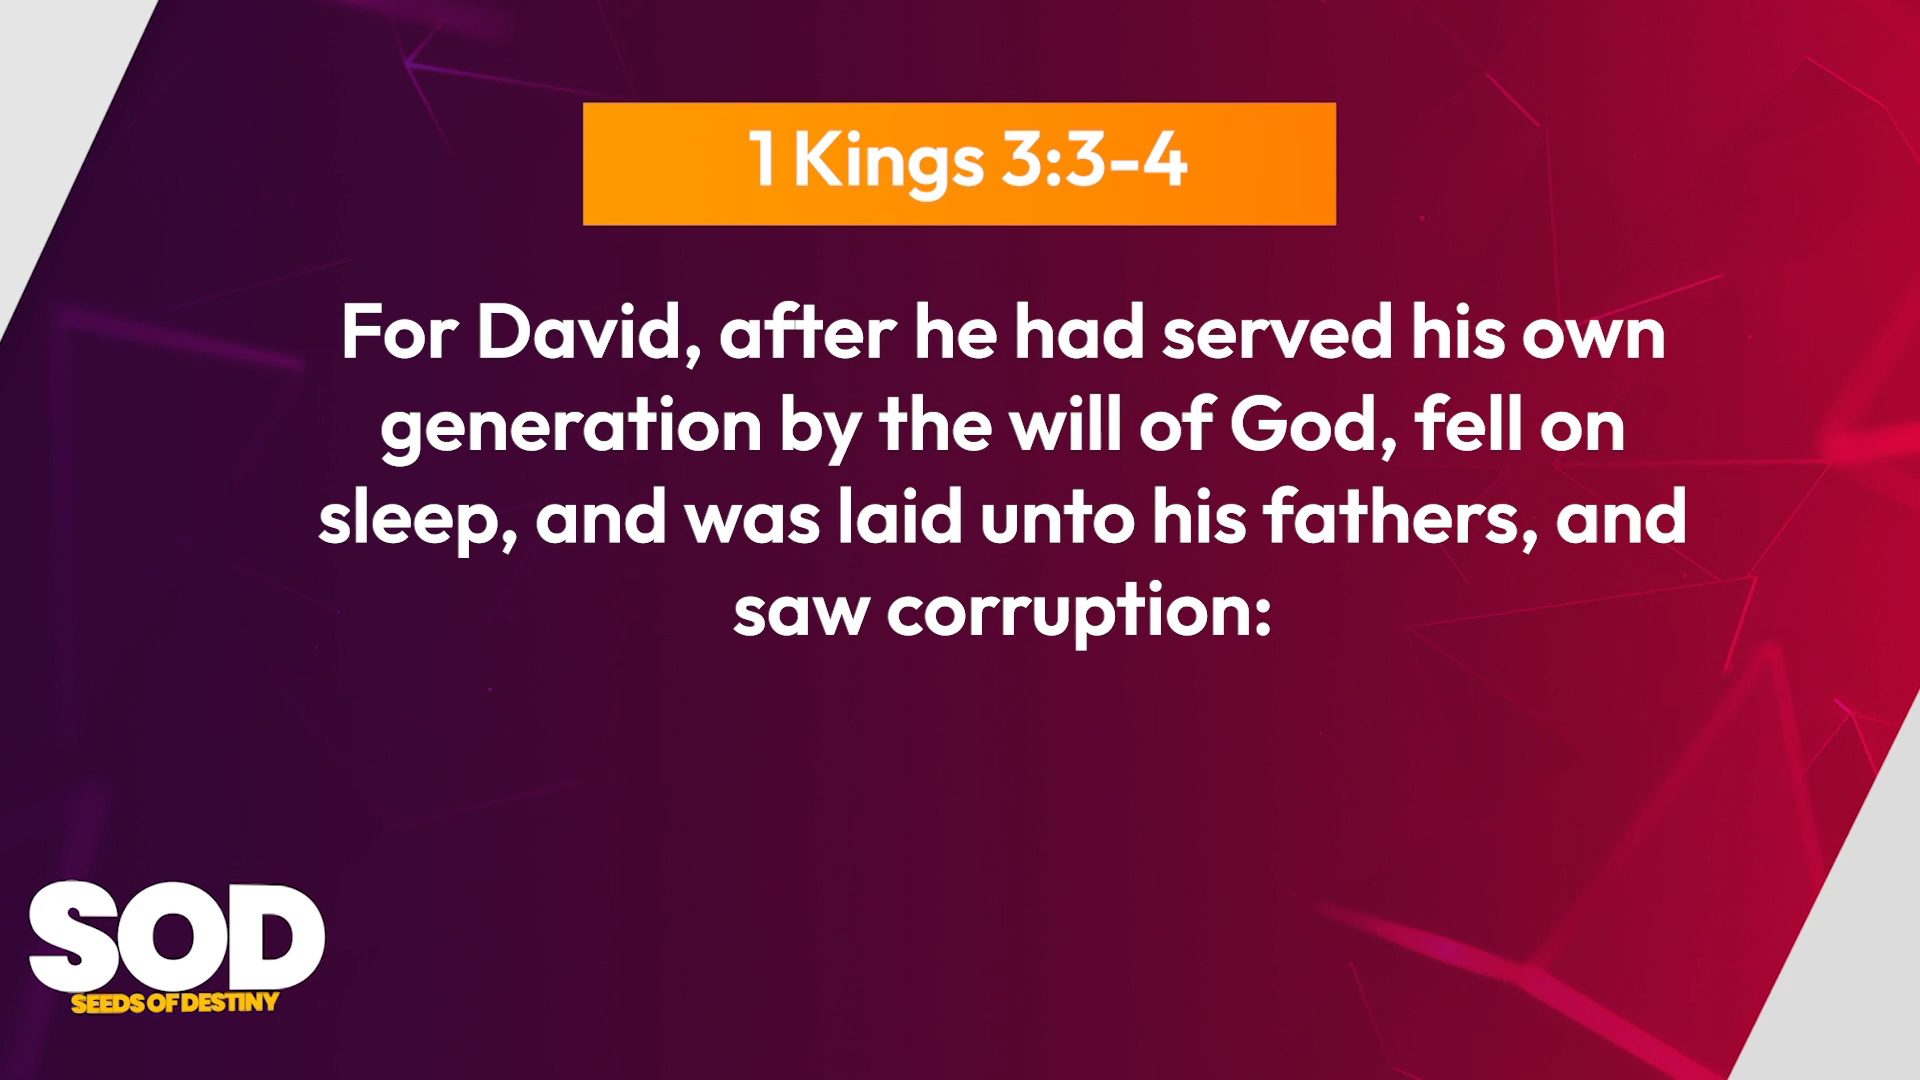 1 Kings 3:3-4
For David, after he had served his own
generation by the will of God, fell on
sleep, and was laid unto his fathers, and
saw corruption:
SOD
SEEDS OF DESTINY